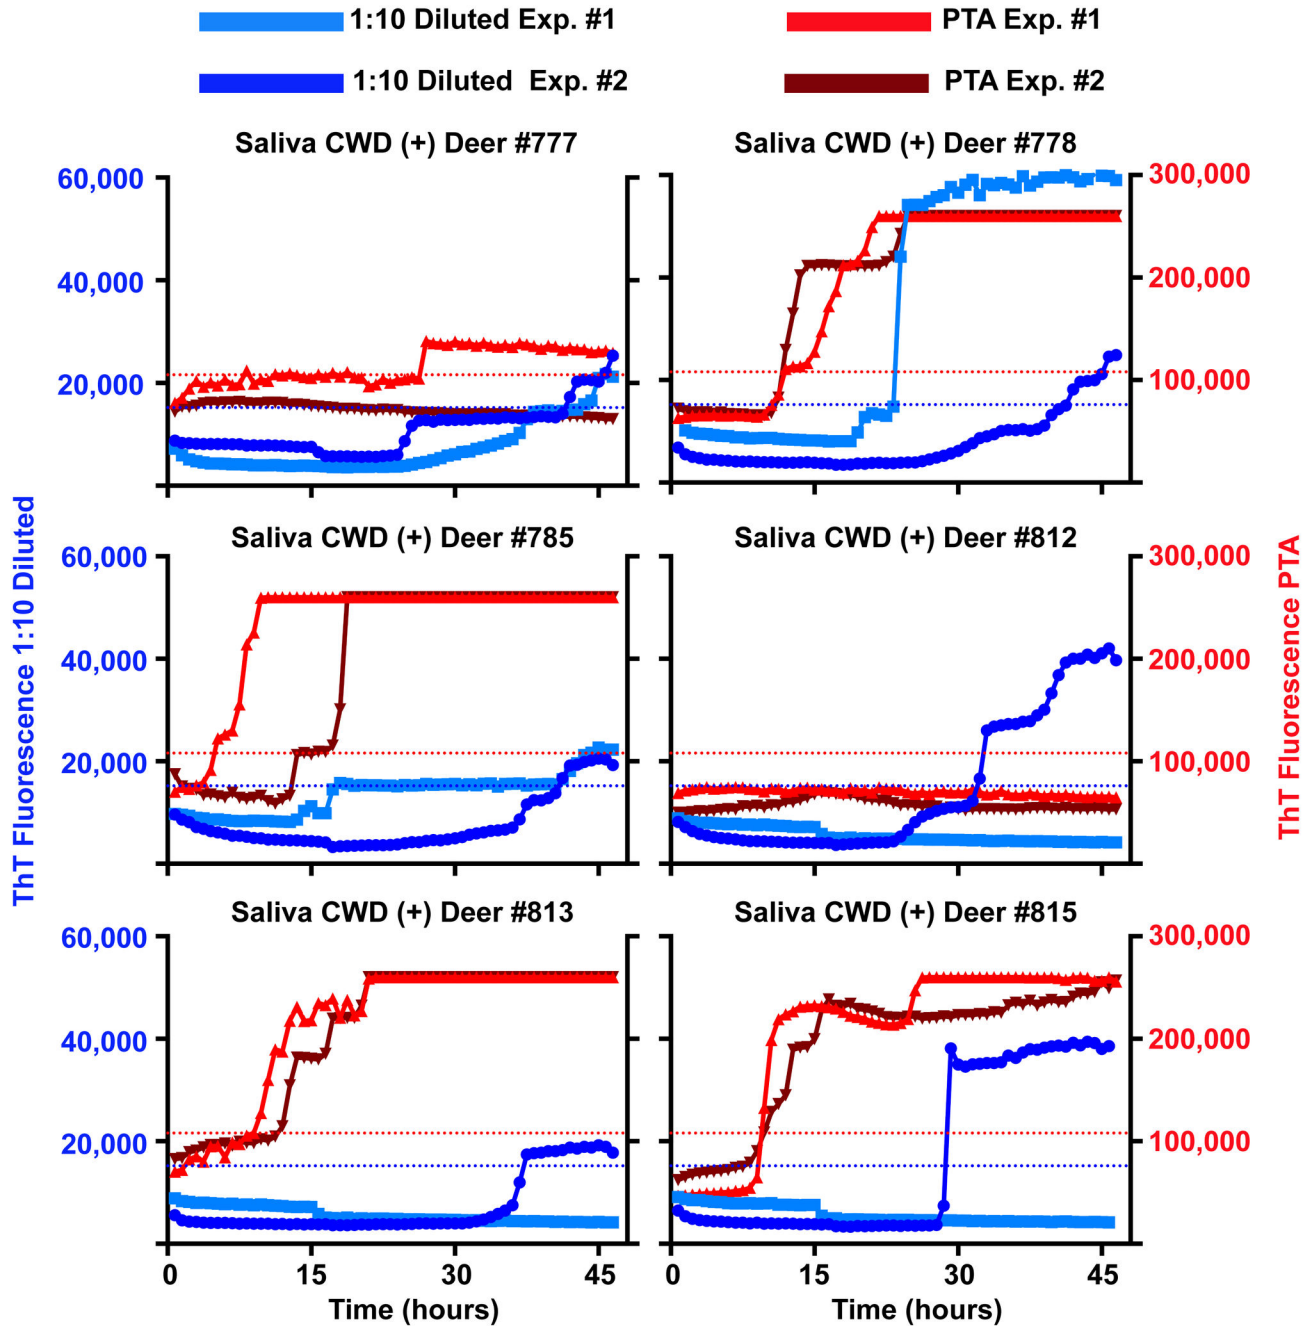 1:10 Diluted Exp. #1
PTA Exp. #1
1:10 Diluted Exp. #2
PTA Exp. #2
Saliva CWD (+) Deer #777
Saliva CWD (+) Deer #778
60,000
40,000
20,000
300,000
200,000
100,000
Saliva CWD (+) Deer #785
Saliva CWD (+) Deer #812
60,000
40,000
20,000
300,000
200,000
100,000
ThT Fluorescence 1:10 Diluted
ThT Fluorescence PTA
Saliva CWD (+) Deer #813
Saliva CWD (+) Deer #815
60,000
40,000
20,000
300,000
200,000
100,000
0 15 30 45
0 15 30 45
Time (hours)
Time (hours)